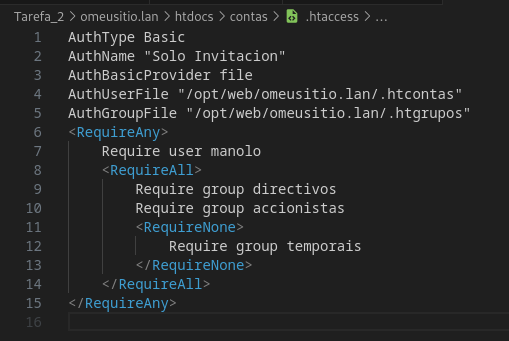 Tarefa_2 > omeusitio.lan > htdocs > contas > .htaccess > ...
1 AuthType Basic
2 AuthName "Solo Invitacion"
3 AuthBasicProvider file
4 AuthUserFile "/opt/web/omeusitio.lan/.htcontas"
5 AuthGroupFile "/opt/web/omeusitio.lan/.htgrupos"
6 <RequireAny>
7 Require user manolo
8 <RequireAll>
9 Require group directivos
10 Require group accionistas
11 <RequireNone>
12 Require group temporais
13 </RequireNone>
14 </RequireAll>
15 </RequireAny>
16